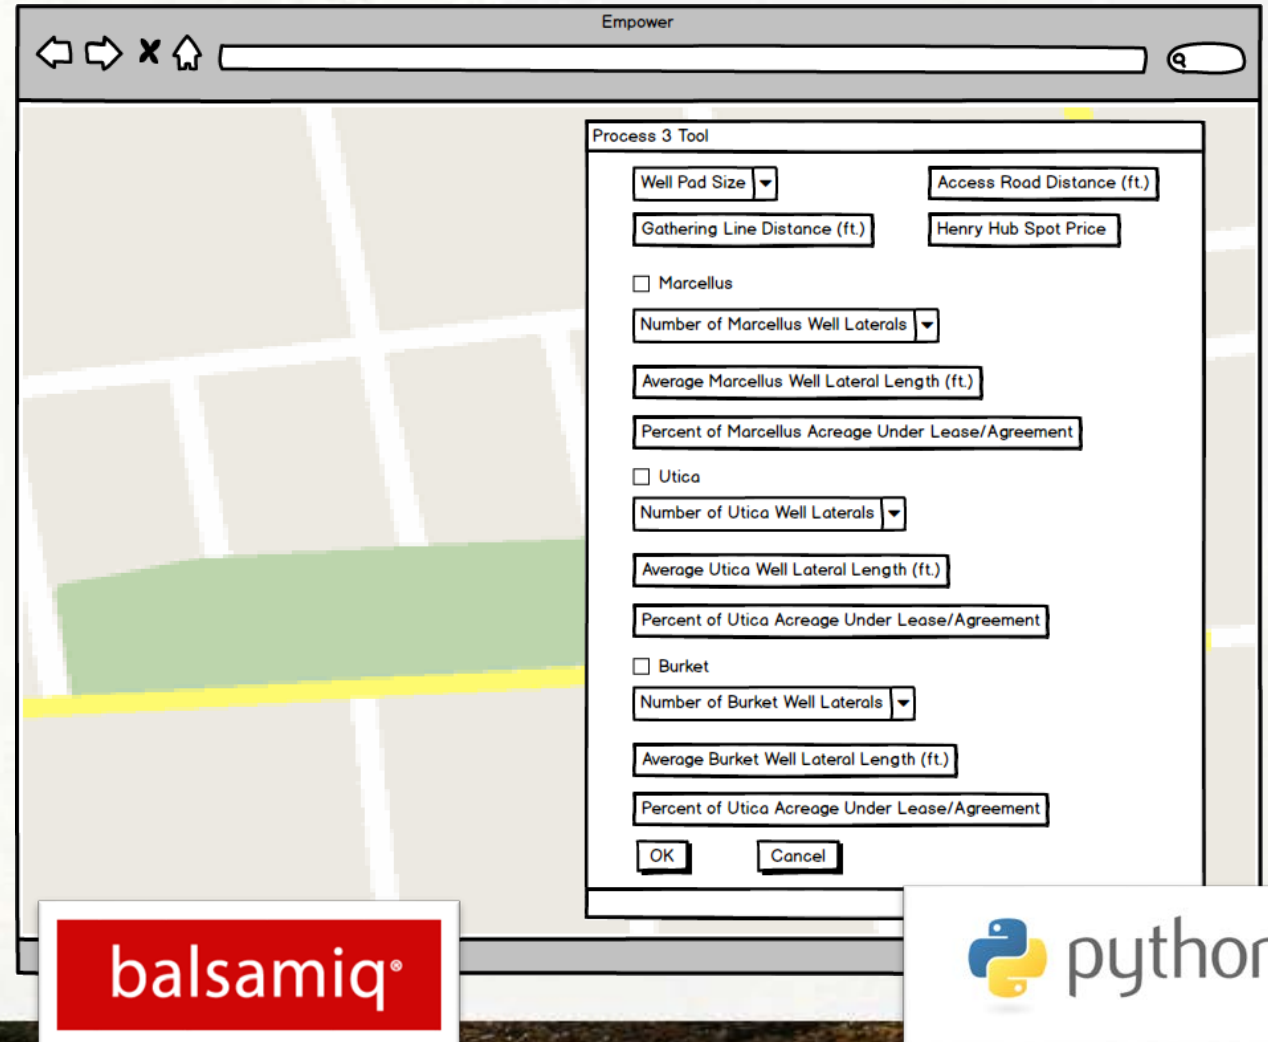 Empower
Process 3 Tool
Well Pad Size
Access Road Distance (ft.)
Gathering Line Distance (ft.)
Henry Hub Spot Price
Marcellus
Number of Marcellus Well Laterals
Average Marcellus Well Lateral Length (ft.)
Percent of Marcellus Acreage Under Lease/Agreement
Utica
Number of Utica Well Laterals
Average Utica Well Lateral Length (ft.)
Percent of Utica Acreage Under Lease/Agreement
Burket
Number of Burket Well Laterals
Average Burket Well Lateral Length (ft.)
Percent of Utica Acreage Under Lease/Agreement
OK
Cancel
balsamiq®
python